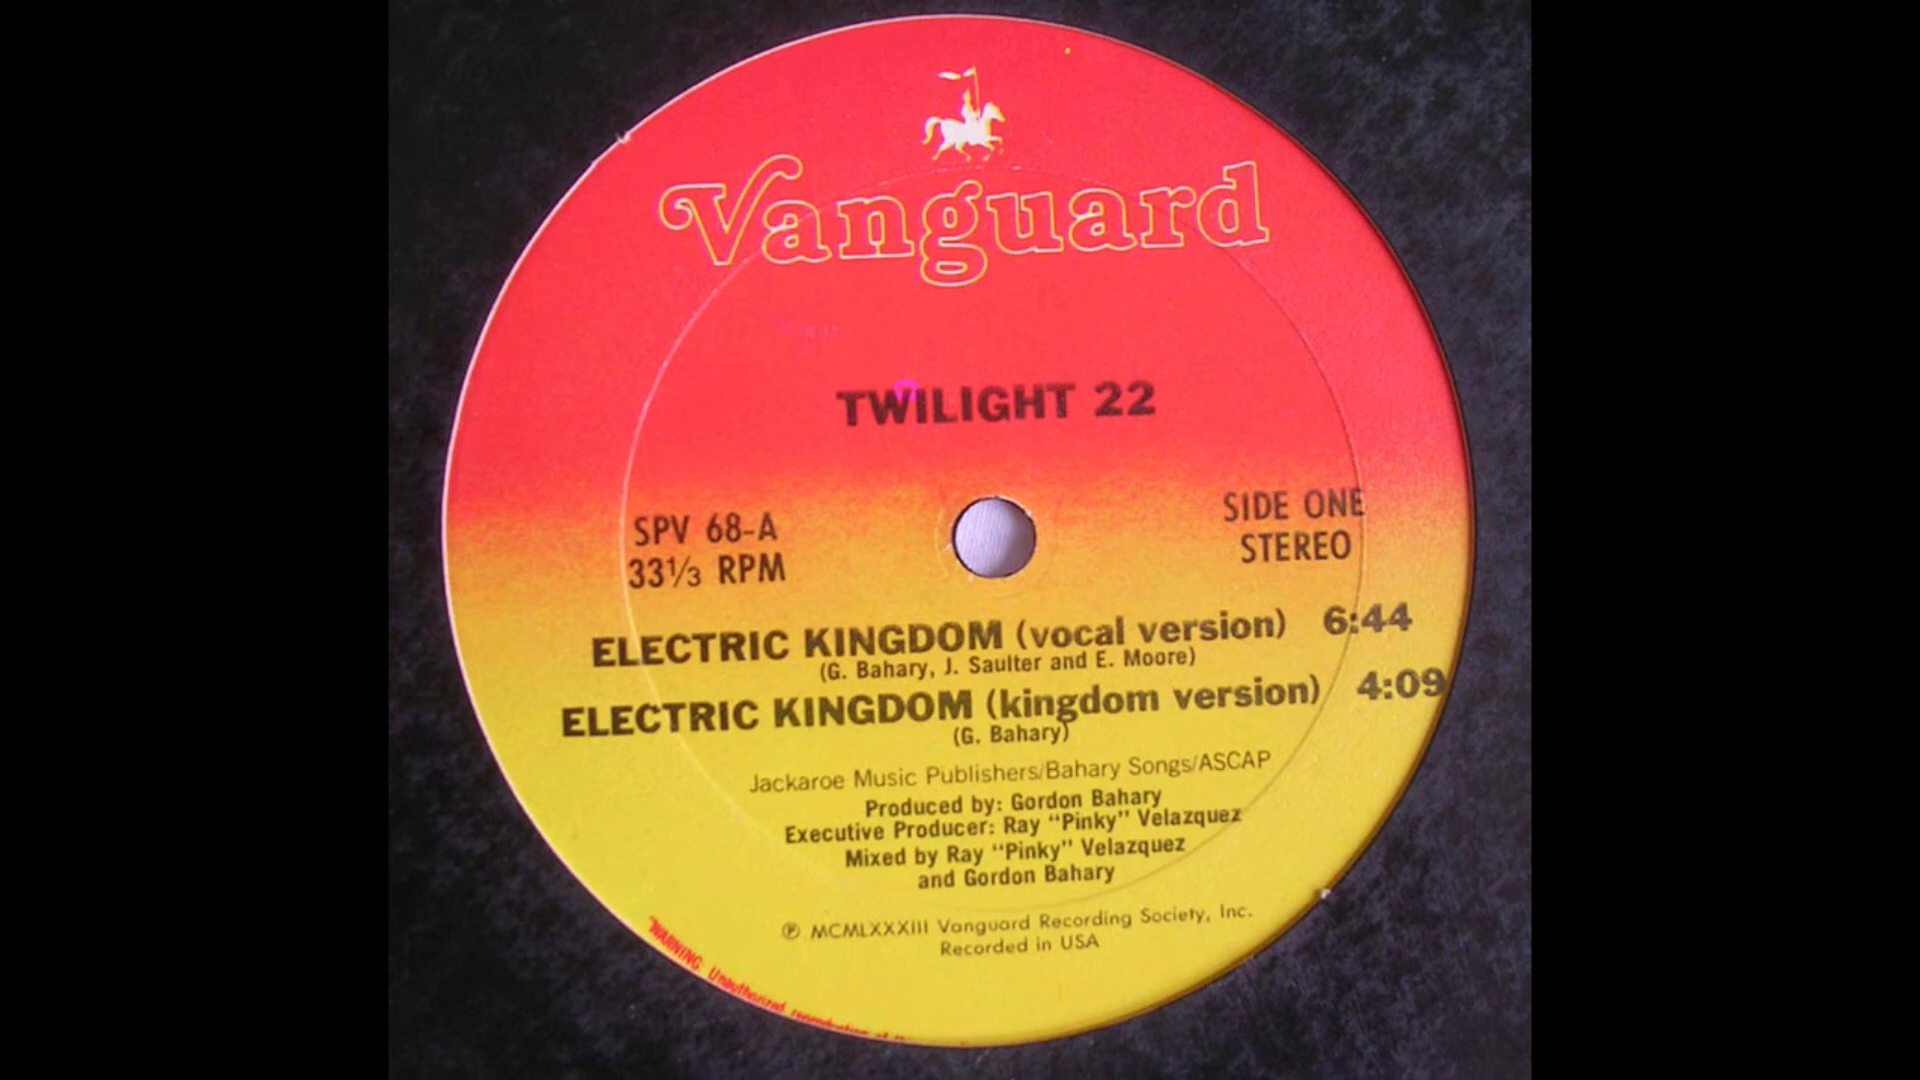 Vanguard
TWILIGHT 22
SPV 68-A
33⅓ RPM
SIDE ONE
STEREO
ELECTRIC KINGDOM (vocal version) 6:44
(G. Bahary, J. Saulter and E. Moore)
ELECTRIC KINGDOM (kingdom version) 4:09
(G. Bahary)
Jackaroe Music Publishers/Bahary Songs/ASCAP
Produced by: Gordon Bahary
Executive Producer: Ray "Pinky" Velazquez
Mixed by Ray "Pinky" Velazquez
and Gordon Bahary
℗ MCMLXXXIII Vanguard Recording Society, Inc.
Recorded in USA
"WARNING: Unauthorized reproduction of